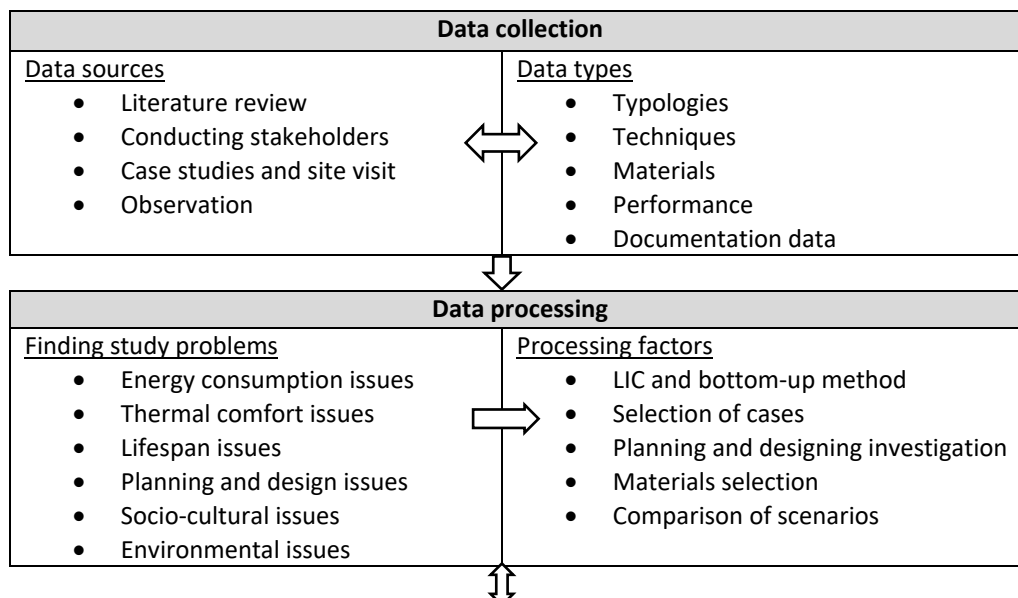 Data collection
Data sources
• Literature review
• Conducting stakeholders
• Case studies and site visit
• Observation
Data types
• Typologies
• Techniques
• Materials
• Performance
• Documentation data
Data processing
Finding study problems
• Energy consumption issues
• Thermal comfort issues
• Lifespan issues
• Planning and design issues
• Socio-cultural issues
• Environmental issues
Processing factors
• LIC and bottom-up method
• Selection of cases
• Planning and designing investigation
• Materials selection
• Comparison of scenarios